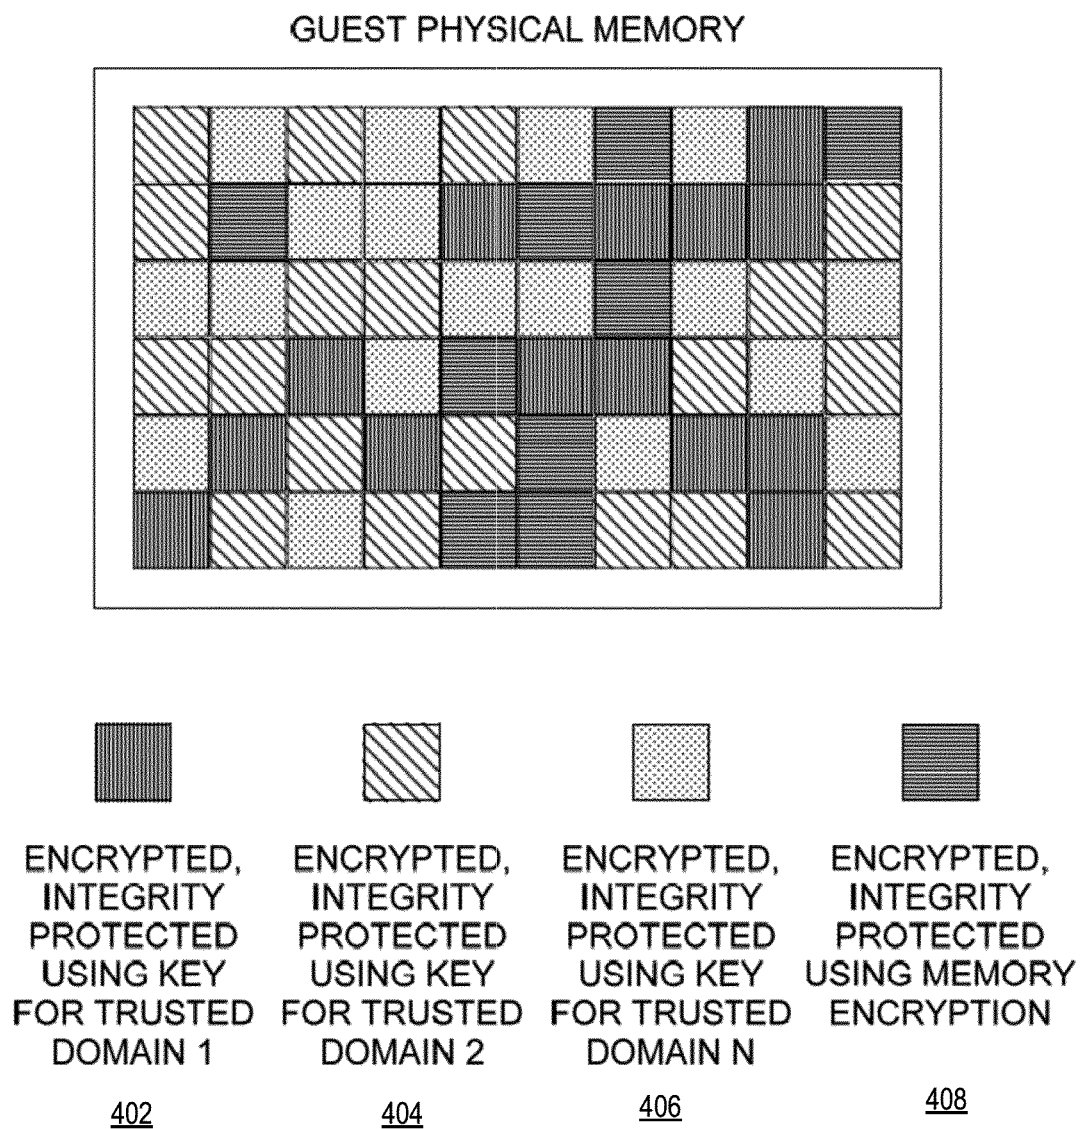 GUEST PHYSICAL MEMORY
ENCRYPTED,
INTEGRITY
PROTECTED
USING KEY
FOR TRUSTED
DOMAIN 1
402
ENCRYPTED,
INTEGRITY
PROTECTED
USING KEY
FOR TRUSTED
DOMAIN 2
404
ENCRYPTED,
INTEGRITY
PROTECTED
USING KEY
FOR TRUSTED
DOMAIN N
406
ENCRYPTED,
INTEGRITY
PROTECTED
USING MEMORY
ENCRYPTION
408